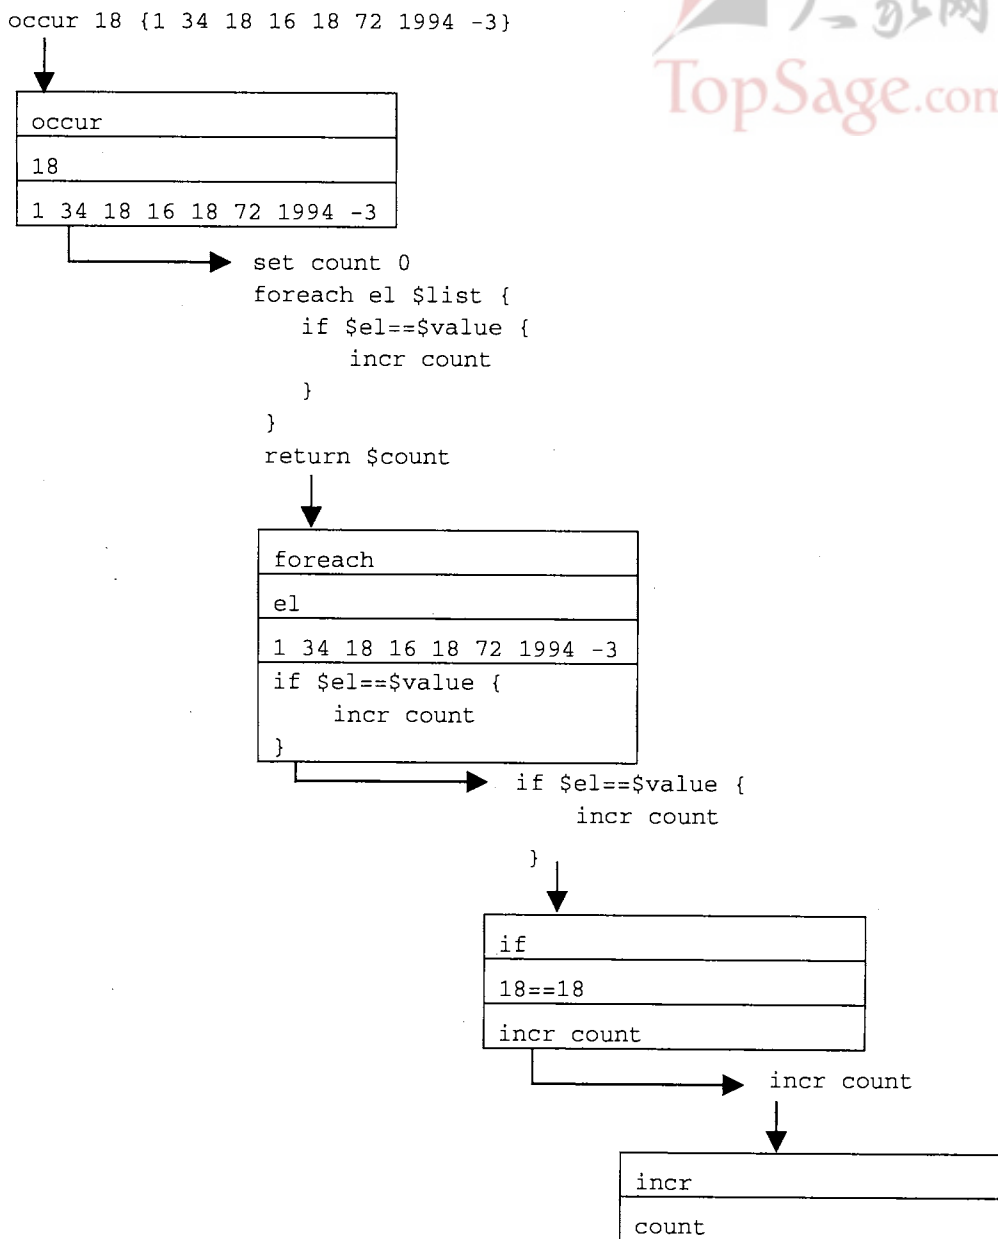 occur 18 {1 34 18 16 18 72 1994 -3}
TopSage.com
occur
18
1 34 18 16 18 72 1994 -3
set count 0
foreach el $list {
if $el==$value {
incr count
}
}
return $count
foreach
el
1 34 18 16 18 72 1994 -3
if $el==$value {
incr count
}
if $el==$value {
incr count
}
if
18==18
incr count
incr count
incr
count